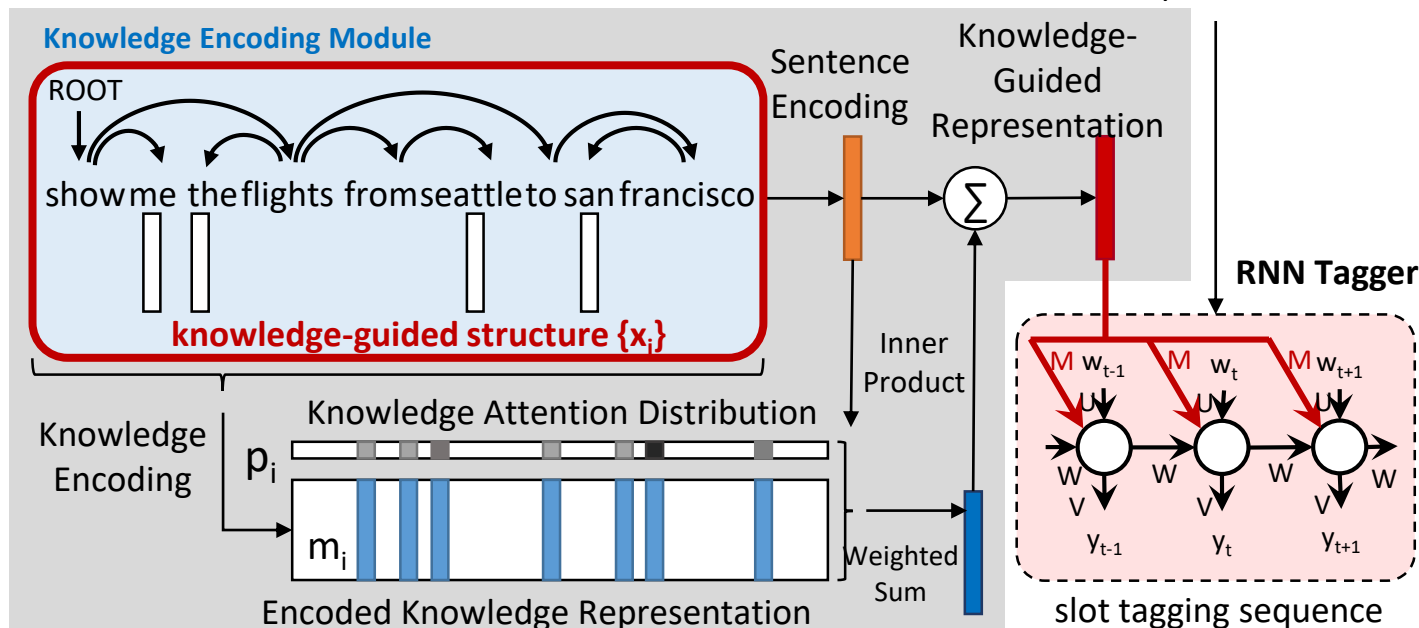 Knowledge Encoding Module
ROOT
show me the flights from seattle to san francisco
knowledge-guided structure {xi}
Sentence
Encoding
Knowledge-
Guided
Representation
∑
RNN Tagger
Inner
Product
Knowledge
Encoding
Knowledge Attention Distribution
pi
mi
Encoded Knowledge Representation
Weighted
Sum
M wt-1 M wt M wt+1
U U U
W W W W
V V V
yt-1 yt yt+1
slot tagging sequence